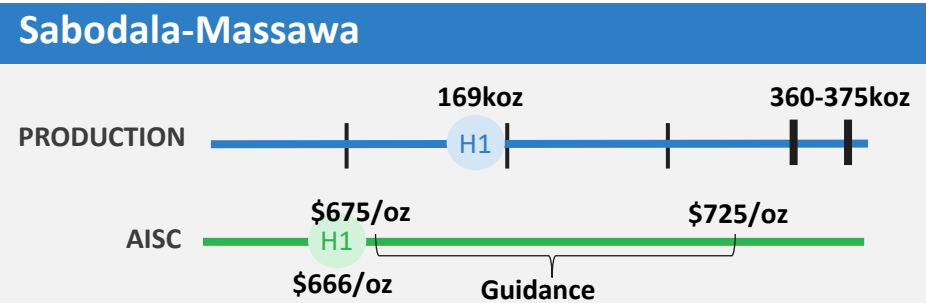 Sabodala-Massawa
169koz
360-375koz
PRODUCTION
H1
$675/oz
$725/oz
AISC
H1
$666/oz
Guidance